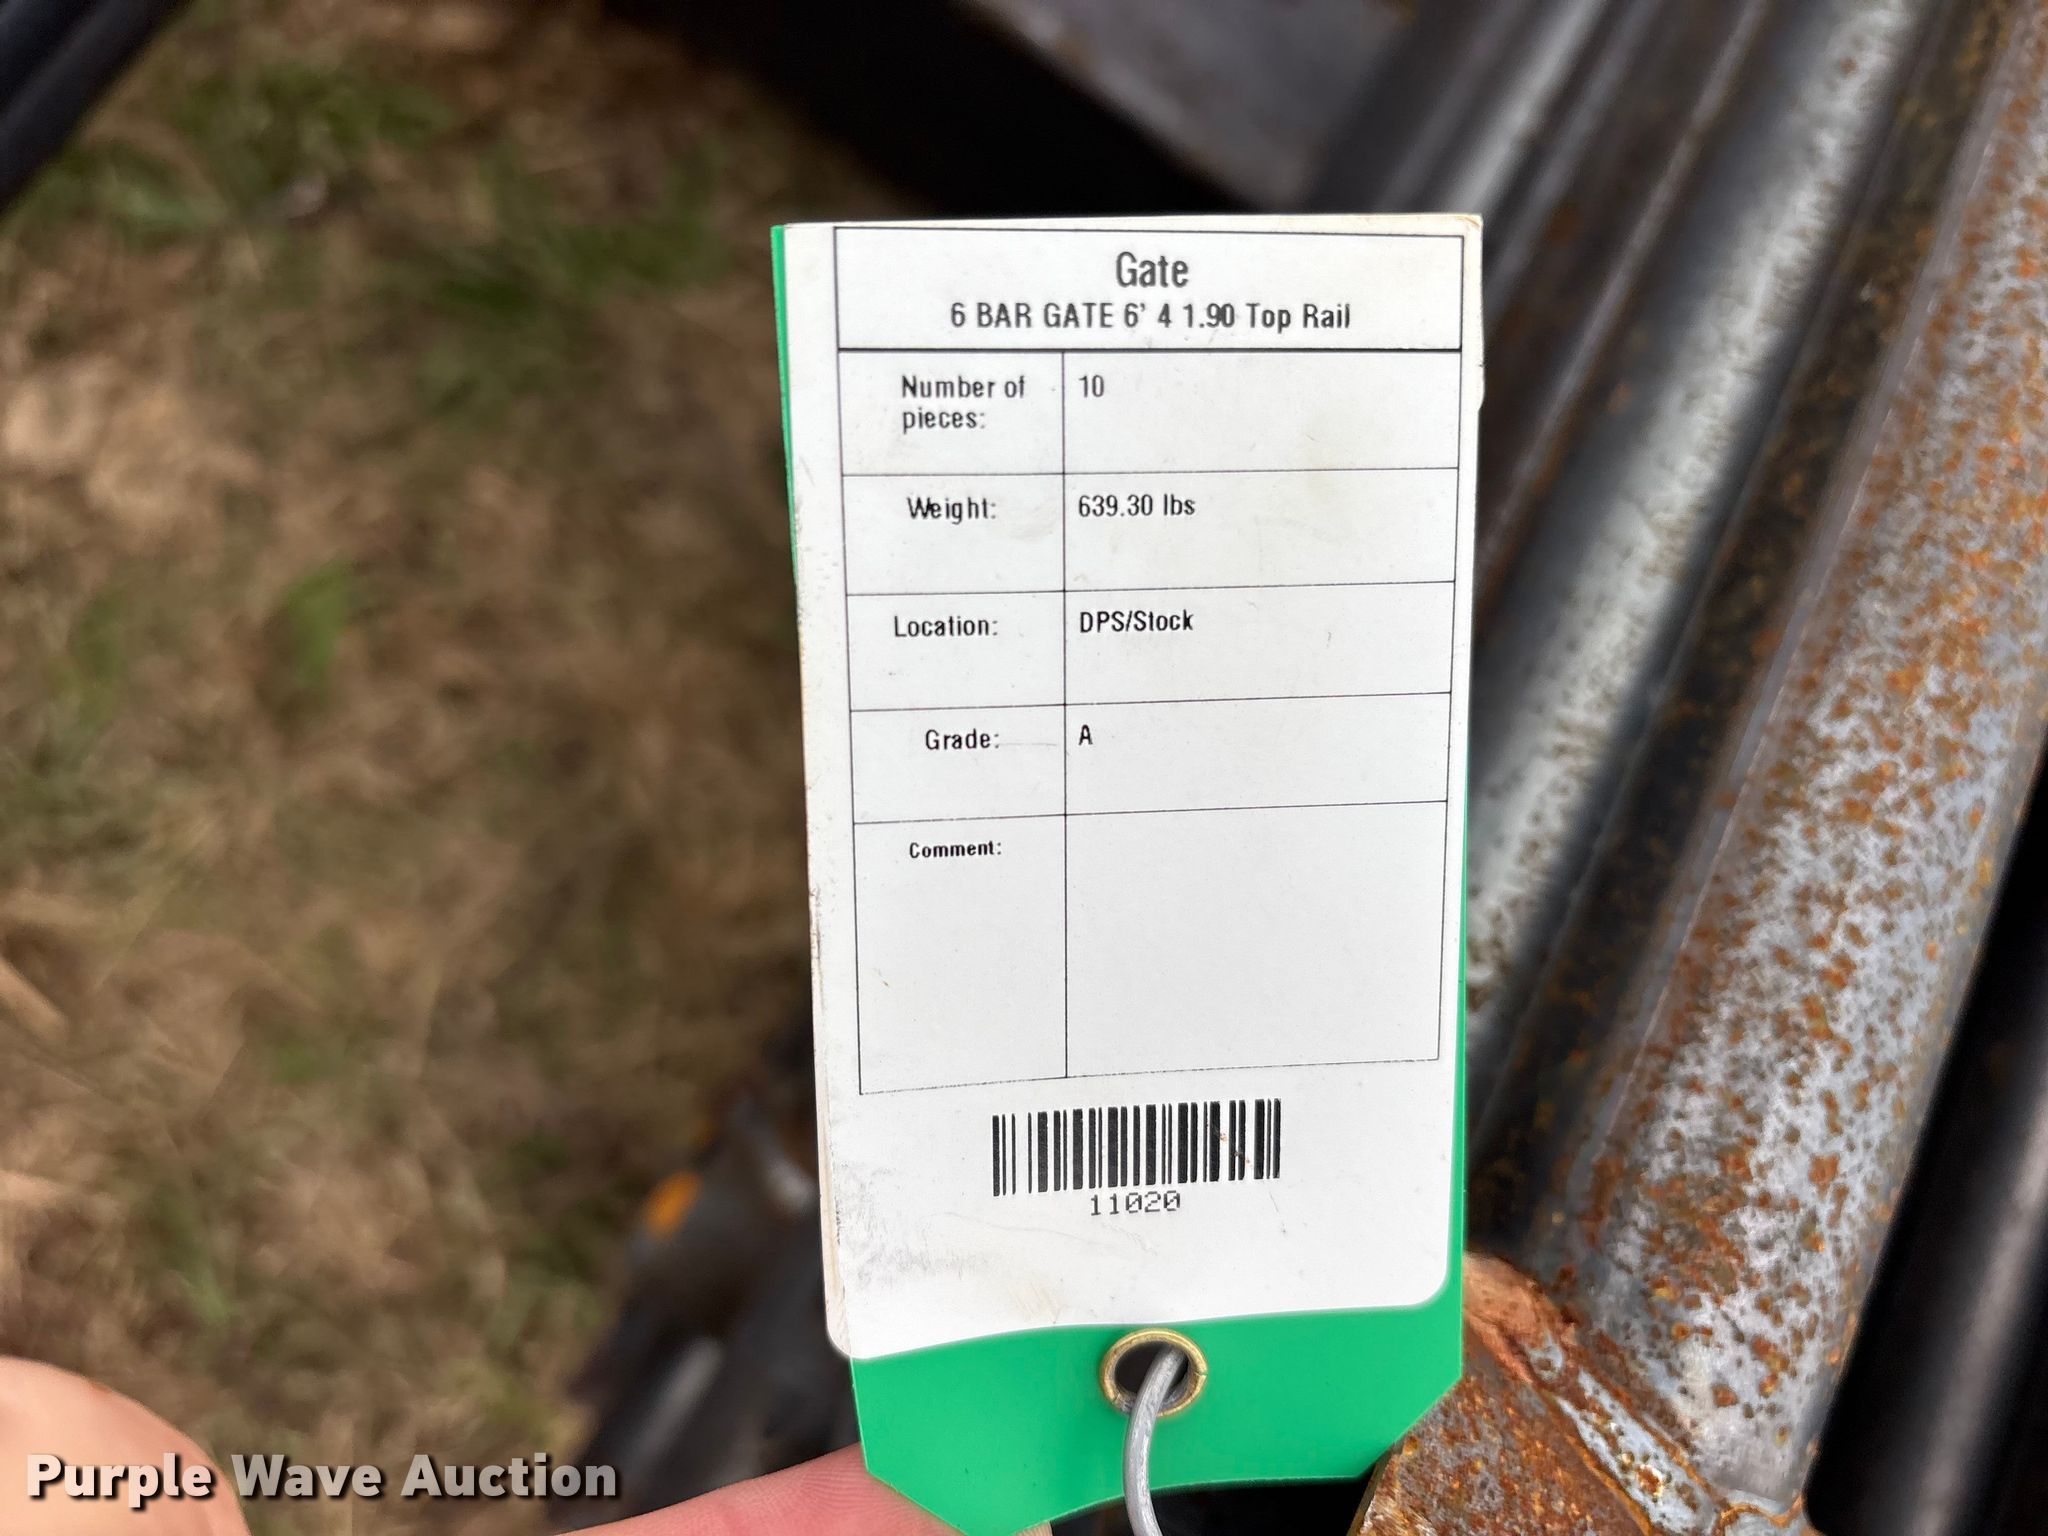 Gate
6 BAR GATE 6' 4 1.90 Top Rail
Number of pieces: 10
Weight: 639.30 lbs
Location: DPS/Stock
Grade: A
Comment:
11020
Purple Wave Auction